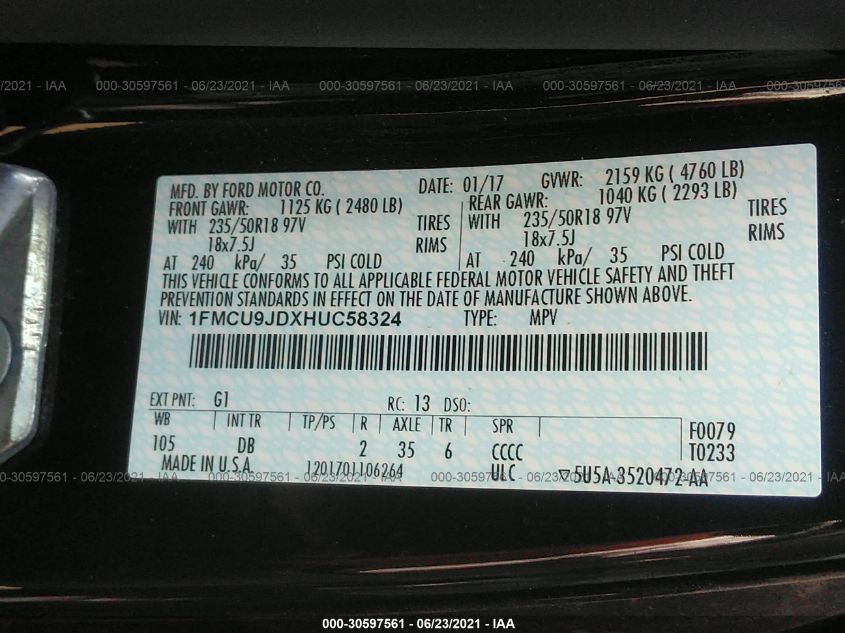 /2021 - IAA 000-30597561 - 06/23/2021 - IAA 000-30597561 - 06/23/2021 - IAA 000-30597561 - 06/23/2021 - IAA 000-3059
MFD. BY FORD MOTOR CO. DATE: 01/17 GVWR: 2159 KG ( 4760 LB)
FRONT GAWR: 1125 KG ( 2480 LB) REAR GAWR: 1040 KG ( 2293 LB)
WITH 235/50R18 97V TIRES WITH 235/50R18 97V TIRES
18x7.5J RIMS 18x7.5J RIMS
AT 240 kPa/ 35 PSI COLD AT 240 kPa/ 35 PSI COLD
THIS VEHICLE CONFORMS TO ALL APPLICABLE FEDERAL MOTOR VEHICLE SAFETY AND THEFT
PREVENTION STANDARDS IN EFFECT ON THE DATE OF MANUFACTURE SHOWN ABOVE.
VIN: 1FMCU9JDXHUC58324 TYPE: MPV
EXT PNT: G1 RC: 13 DSO:
WB INT TR TP/PS R AXLE TR SPR F0079
105 DB 2 35 6 CCCC T0233
MADE IN U.S.A. 1201701106264 ULC ▽5U5A-3520472-AA
000-30597561 - 06/23/2021 - IAA
000-30597561 - 06/23/2021 - IAA